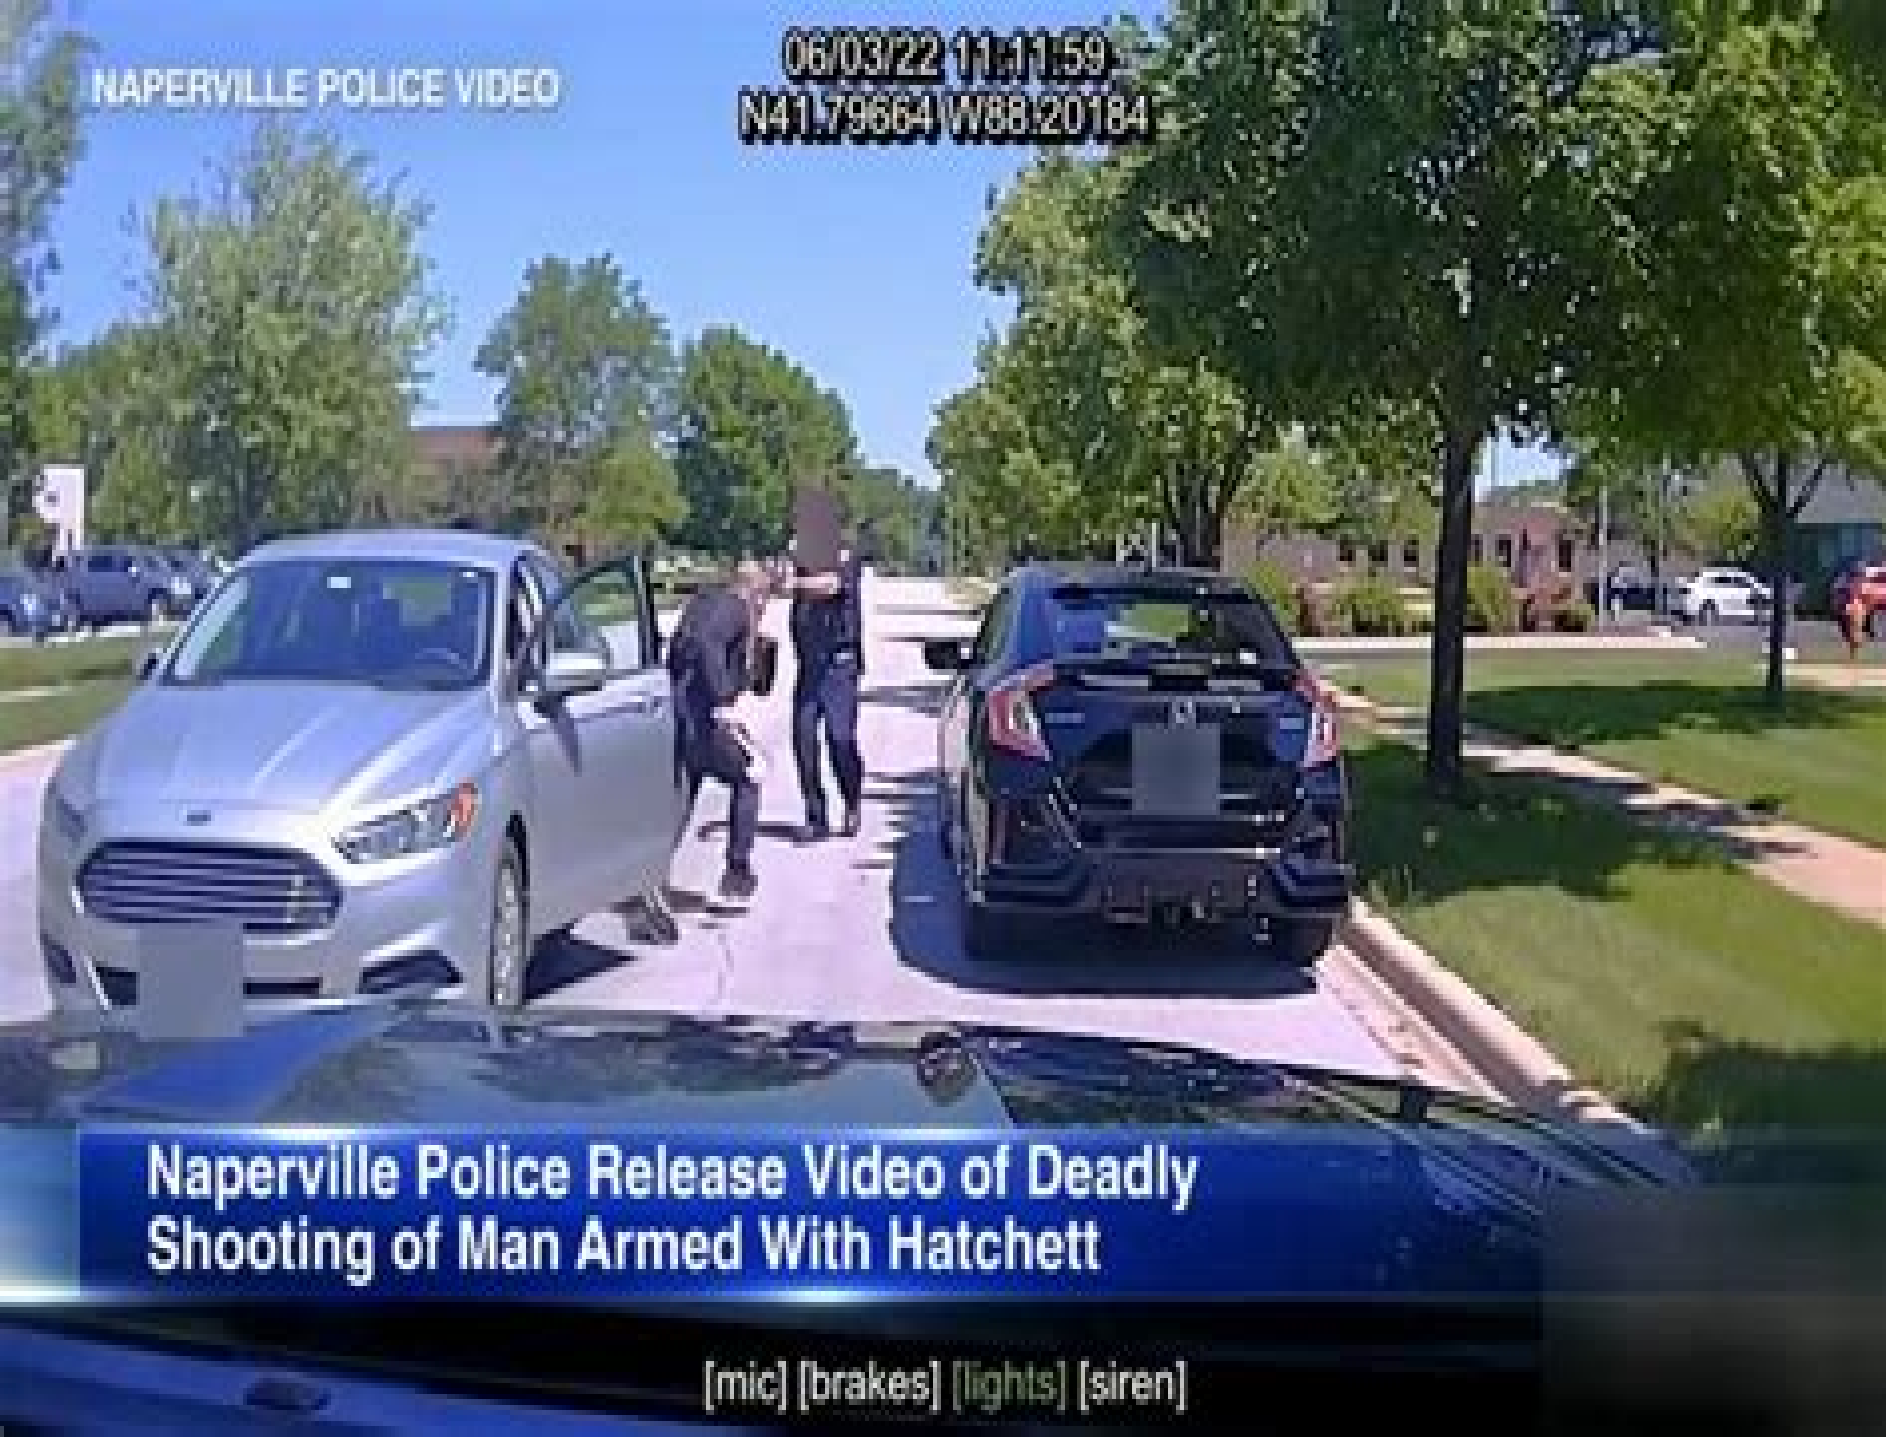 NAPERVILLE POLICE VIDEO
06/03/22 11:11:59
N41.79664 W88.20184
Naperville Police Release Video of Deadly
Shooting of Man Armed With Hatchett
[mic] [brakes] [lights] [siren]